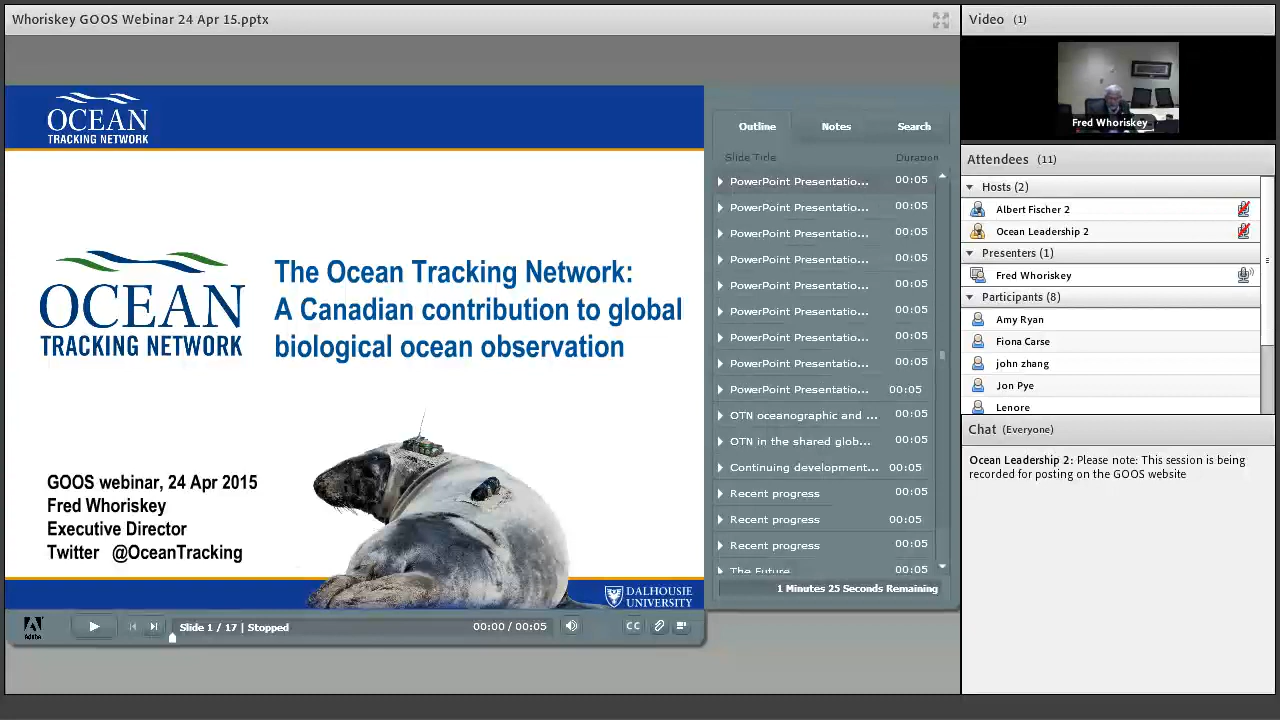 Whoriskey GOOS Webinar 24 Apr 15.pptx
OCEAN
TRACKING NETWORK
OCEAN
TRACKING NETWORK
The Ocean Tracking Network:
A Canadian contribution to global
biological ocean observation
GOOS webinar, 24 Apr 2015
Fred Whoriskey
Executive Director
Twitter @OceanTracking
DALHOUSIE
UNIVERSITY
Adobe
Slide 1 / 17 | Stopped
00:00 / 00:05
CC
Outline Notes Search
Slide Title Duration
PowerPoint Presentatio... 00:05
PowerPoint Presentatio... 00:05
PowerPoint Presentatio... 00:05
PowerPoint Presentatio... 00:05
PowerPoint Presentatio... 00:05
PowerPoint Presentatio... 00:05
PowerPoint Presentatio... 00:05
PowerPoint Presentatio... 00:05
PowerPoint Presentatio... 00:05
OTN oceanographic and ... 00:05
OTN in the shared glob... 00:05
Continuing development... 00:05
Recent progress 00:05
Recent progress 00:05
Recent progress 00:05
The Future 00:05
1 Minutes 25 Seconds Remaining
Video (1)
Fred Whoriskey
Attendees (11)
Hosts (2)
Albert Fischer 2
Ocean Leadership 2
Presenters (1)
Fred Whoriskey
Participants (8)
Amy Ryan
Fiona Carse
john zhang
Jon Pye
Lenore
Chat (Everyone)
Ocean Leadership 2: Please note: This session is being
recorded for posting on the GOOS website